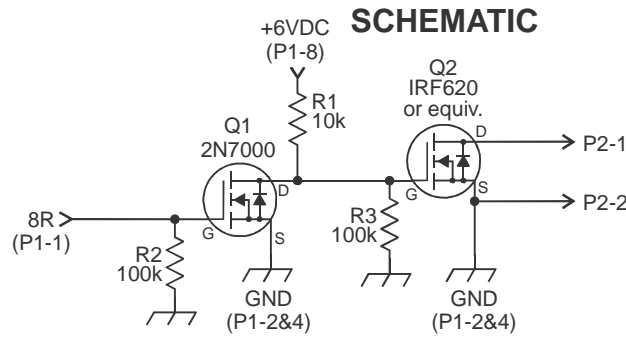 SCHEMATIC
+6VDC
(P1-8)
R1
10k
Q1
2N7000
Q2
IRF620
or equiv.
D
G
S
D
G
S
8R
(P1-1)
R2
100k
R3
100k
GND
(P1-2&4)
GND
(P1-2&4)
P2-1
P2-2